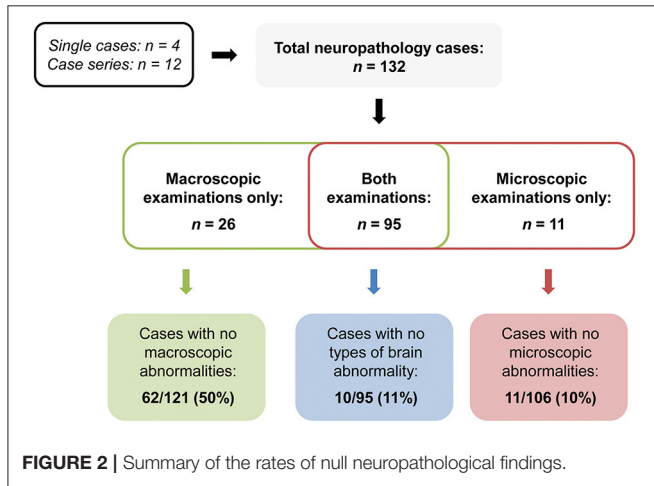 Single cases: n = 4
Case series: n = 12
Total neuropathology cases:
n = 132
Macroscopic
examinations only:
n = 26
Both
examinations:
n = 95
Microscopic
examinations only:
n = 11
Cases with no
macroscopic
abnormalities:
62/121 (50%)
Cases with no
types of brain
abnormality:
10/95 (11%)
Cases with no
microscopic
abnormalities:
11/106 (10%)
FIGURE 2 | Summary of the rates of null neuropathological findings.